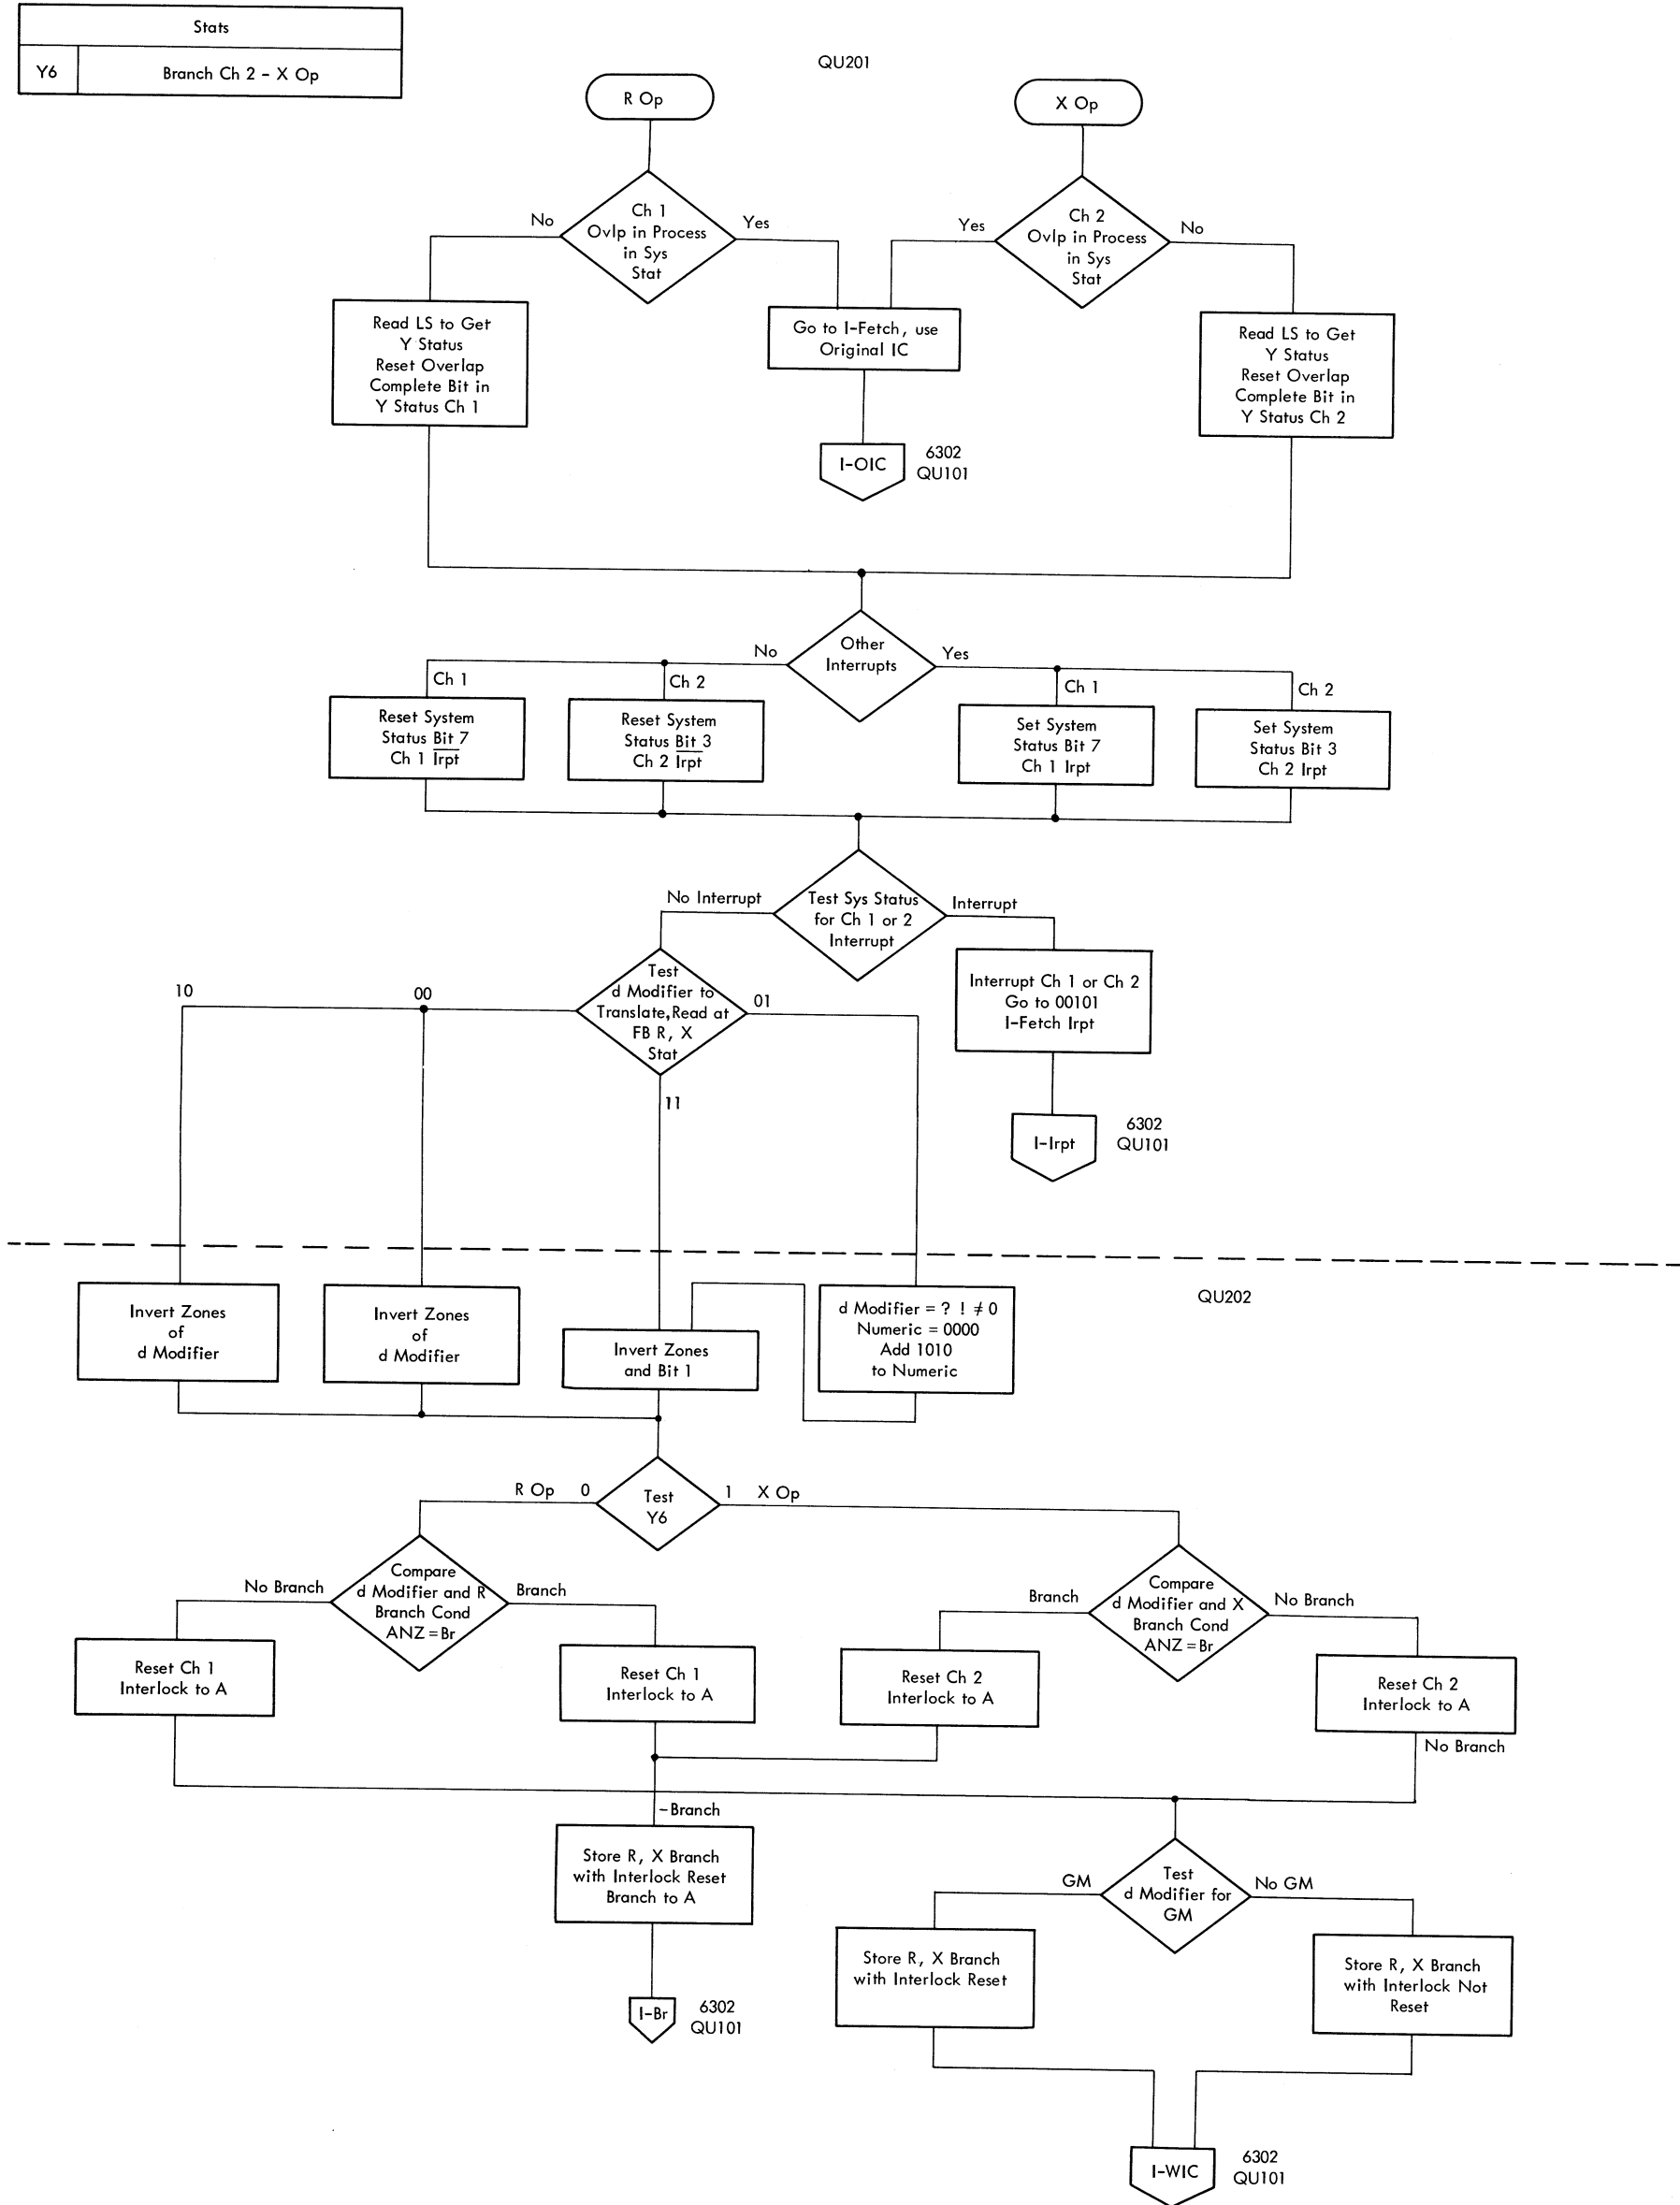 Stats
Y6
Branch Ch 2 - X Op
QU201
R Op
X Op
Ch 1
Ovlp in Process
in Sys
Stat
No
Yes
Ch 2
Ovlp in Process
in Sys
Stat
Yes
No
Read LS to Get
Y Status
Reset Overlap
Complete Bit in
Y Status Ch 1
Go to I-Fetch, use
Original IC
Read LS to Get
Y Status
Reset Overlap
Complete Bit in
Y Status Ch 2
I-OIC
6302
QU101
Other
Interrupts
No
Yes
Ch 1
Ch 2
Ch 1
Ch 2
Reset System
Status Bit 7
Ch 1 Irpt
Reset System
Status Bit 3
Ch 2 Irpt
Set System
Status Bit 7
Ch 1 Irpt
Set System
Status Bit 3
Ch 2 Irpt
No Interrupt
Test Sys Status
for Ch 1 or 2
Interrupt
Interrupt
Test
d Modifier to
Translate, Read at
FB R, X
Stat
10
00
01
11
Interrupt Ch 1 or Ch 2
Go to 00101
I-Fetch Irpt
I-Irpt
6302
QU101
QU202
Invert Zones
of
d Modifier
Invert Zones
of
d Modifier
Invert Zones
and Bit 1
d Modifier = ? ! ≠ 0
Numeric = 0000
Add 1010
to Numeric
R Op 0
Test
Y6
1 X Op
No Branch
Compare
d Modifier and R
Branch Cond
ANZ = Br
Branch
Branch
Compare
d Modifier and X
Branch Cond
ANZ = Br
No Branch
Reset Ch 1
Interlock to A
Reset Ch 1
Interlock to A
Reset Ch 2
Interlock to A
Reset Ch 2
Interlock to A
No Branch
-Branch
Store R, X Branch
with Interlock Reset
Branch to A
GM
Test
d Modifier for
GM
No GM
Store R, X Branch
with Interlock Reset
Store R, X Branch
with Interlock Not
Reset
I-Br
6302
QU101
I-WIC
6302
QU101